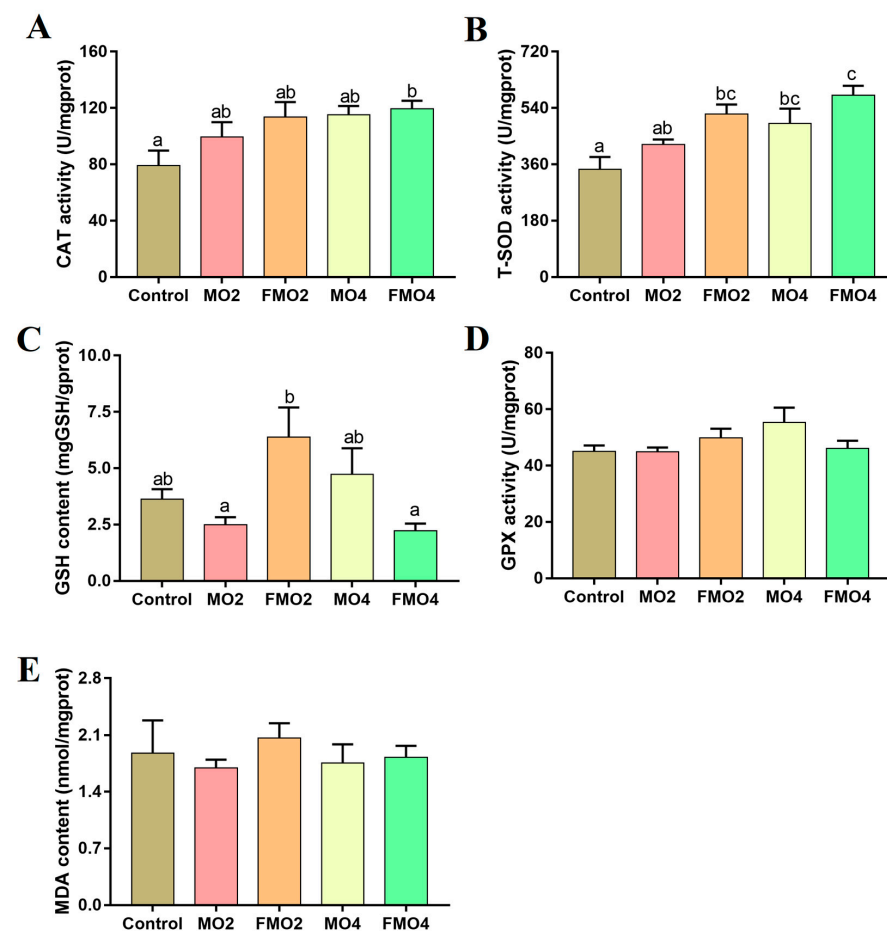 A
CAT activity (U/mgprot)
160
120
80
40
0
a
ab
ab
ab
b
Control MO2 FMO2 MO4 FMO4
B
T-SOD activity (U/mgprot)
720
540
360
180
0
a
ab
bc
bc
c
Control MO2 FMO2 MO4 FMO4
C
GSH content (mgGSH/gprot)
10.0
7.5
5.0
2.5
0.0
ab
a
b
ab
a
Control MO2 FMO2 MO4 FMO4
D
GPX activity (U/mgprot)
80
60
40
20
0
Control MO2 FMO2 MO4 FMO4
E
MDA content (nmol/mgprot)
2.8
2.1
1.4
0.7
0.0
Control MO2 FMO2 MO4 FMO4